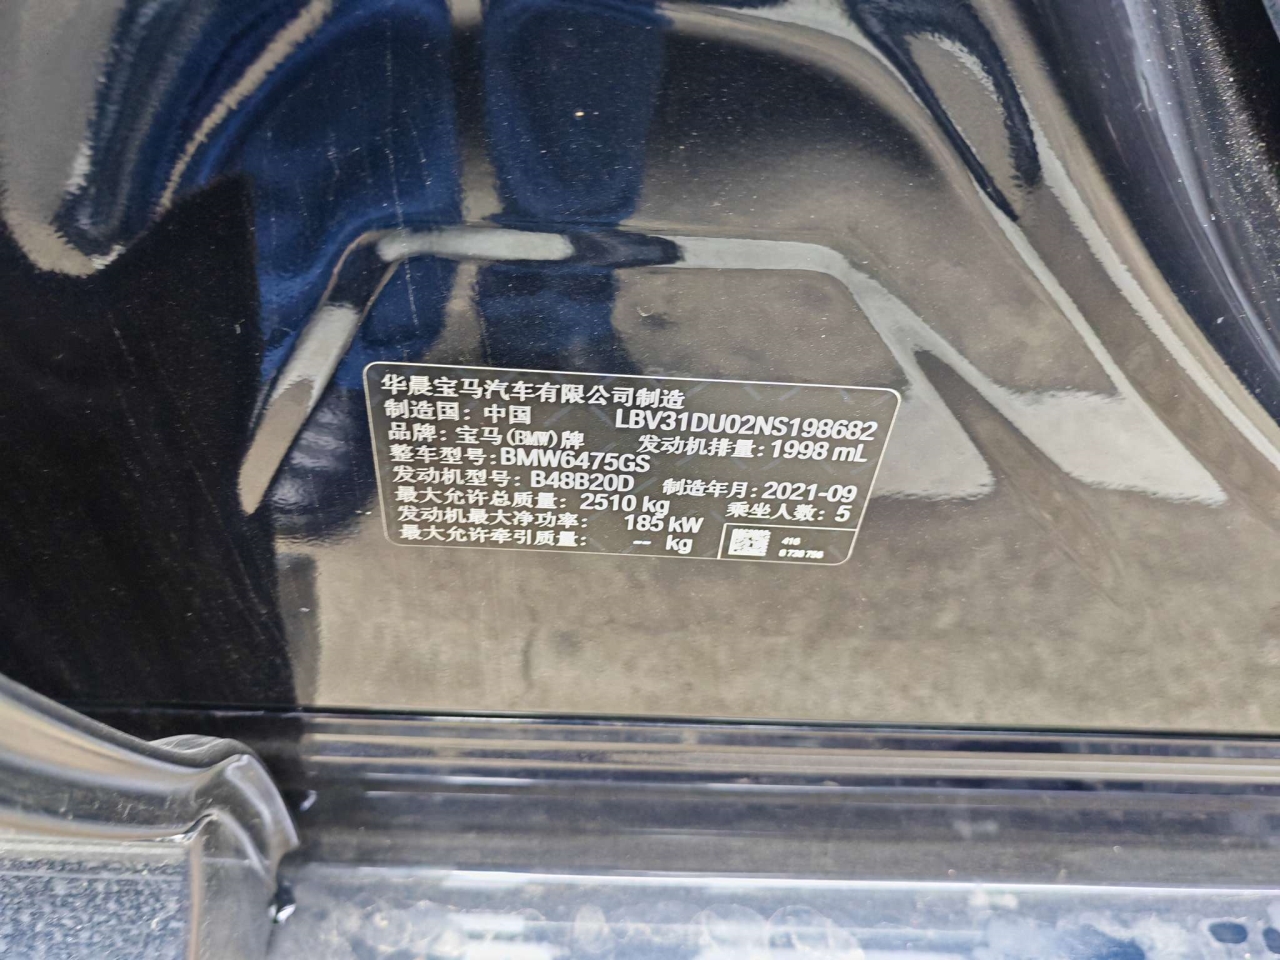 华晨宝马汽车有限公司制造
制造国：中国 LBV31DU02NS198682
品牌：宝马(BMW)牌 发动机排量：1998 mL
整车型号：BMW6475GS
发动机型号：B48B20D 制造年月：2021-09
最大允许总质量：2510 kg 乘坐人数：5
发动机最大净功率：185 kW
最大允许牵引质量：-- kg
416